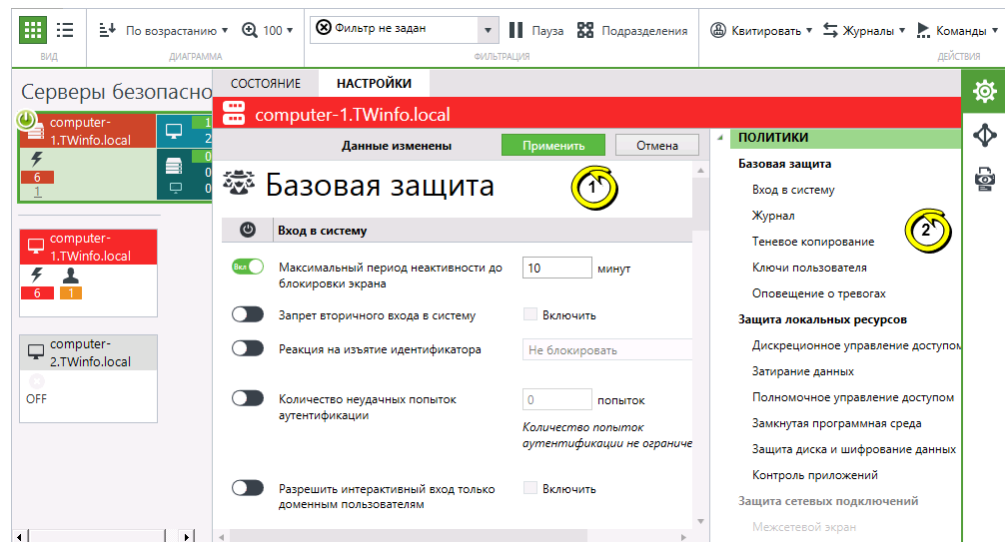 По возрастанию
100
Фильтр не задан
Пауза
Подразделения
Квитировать
Журналы
Команды
ВИД
ДИАГРАММА
ФИЛЬТРАЦИЯ
ДЕЙСТВИЯ
Серверы безопасно
computer-
1.TWinfo.local
1
2
0
0
0
6
1
computer-
1.TWinfo.local
6
1
computer-
2.TWinfo.local
OFF
СОСТОЯНИЕ
НАСТРОЙКИ
computer-1.TWinfo.local
Данные изменены
Применить
Отмена
Базовая защита
1
Вход в систему
Вкл
Максимальный период неактивности до
блокировки экрана
10
минут
Запрет вторичного входа в систему
Включить
Реакция на изъятие идентификатора
Не блокировать
Количество неудачных попыток
аутентификации
0
попыток
Количество попыток
аутентификации не ограниче
Разрешить интерактивный вход только
доменным пользователям
Включить
ПОЛИТИКИ
Базовая защита
Вход в систему
Журнал
Теневое копирование
2
Ключи пользователя
Оповещение о тревогах
Защита локальных ресурсов
Дискреционное управление доступом
Затирание данных
Полномочное управление доступом
Замкнутая программная среда
Защита диска и шифрование данных
Контроль приложений
Защита сетевых подключений
Межсетевой экран